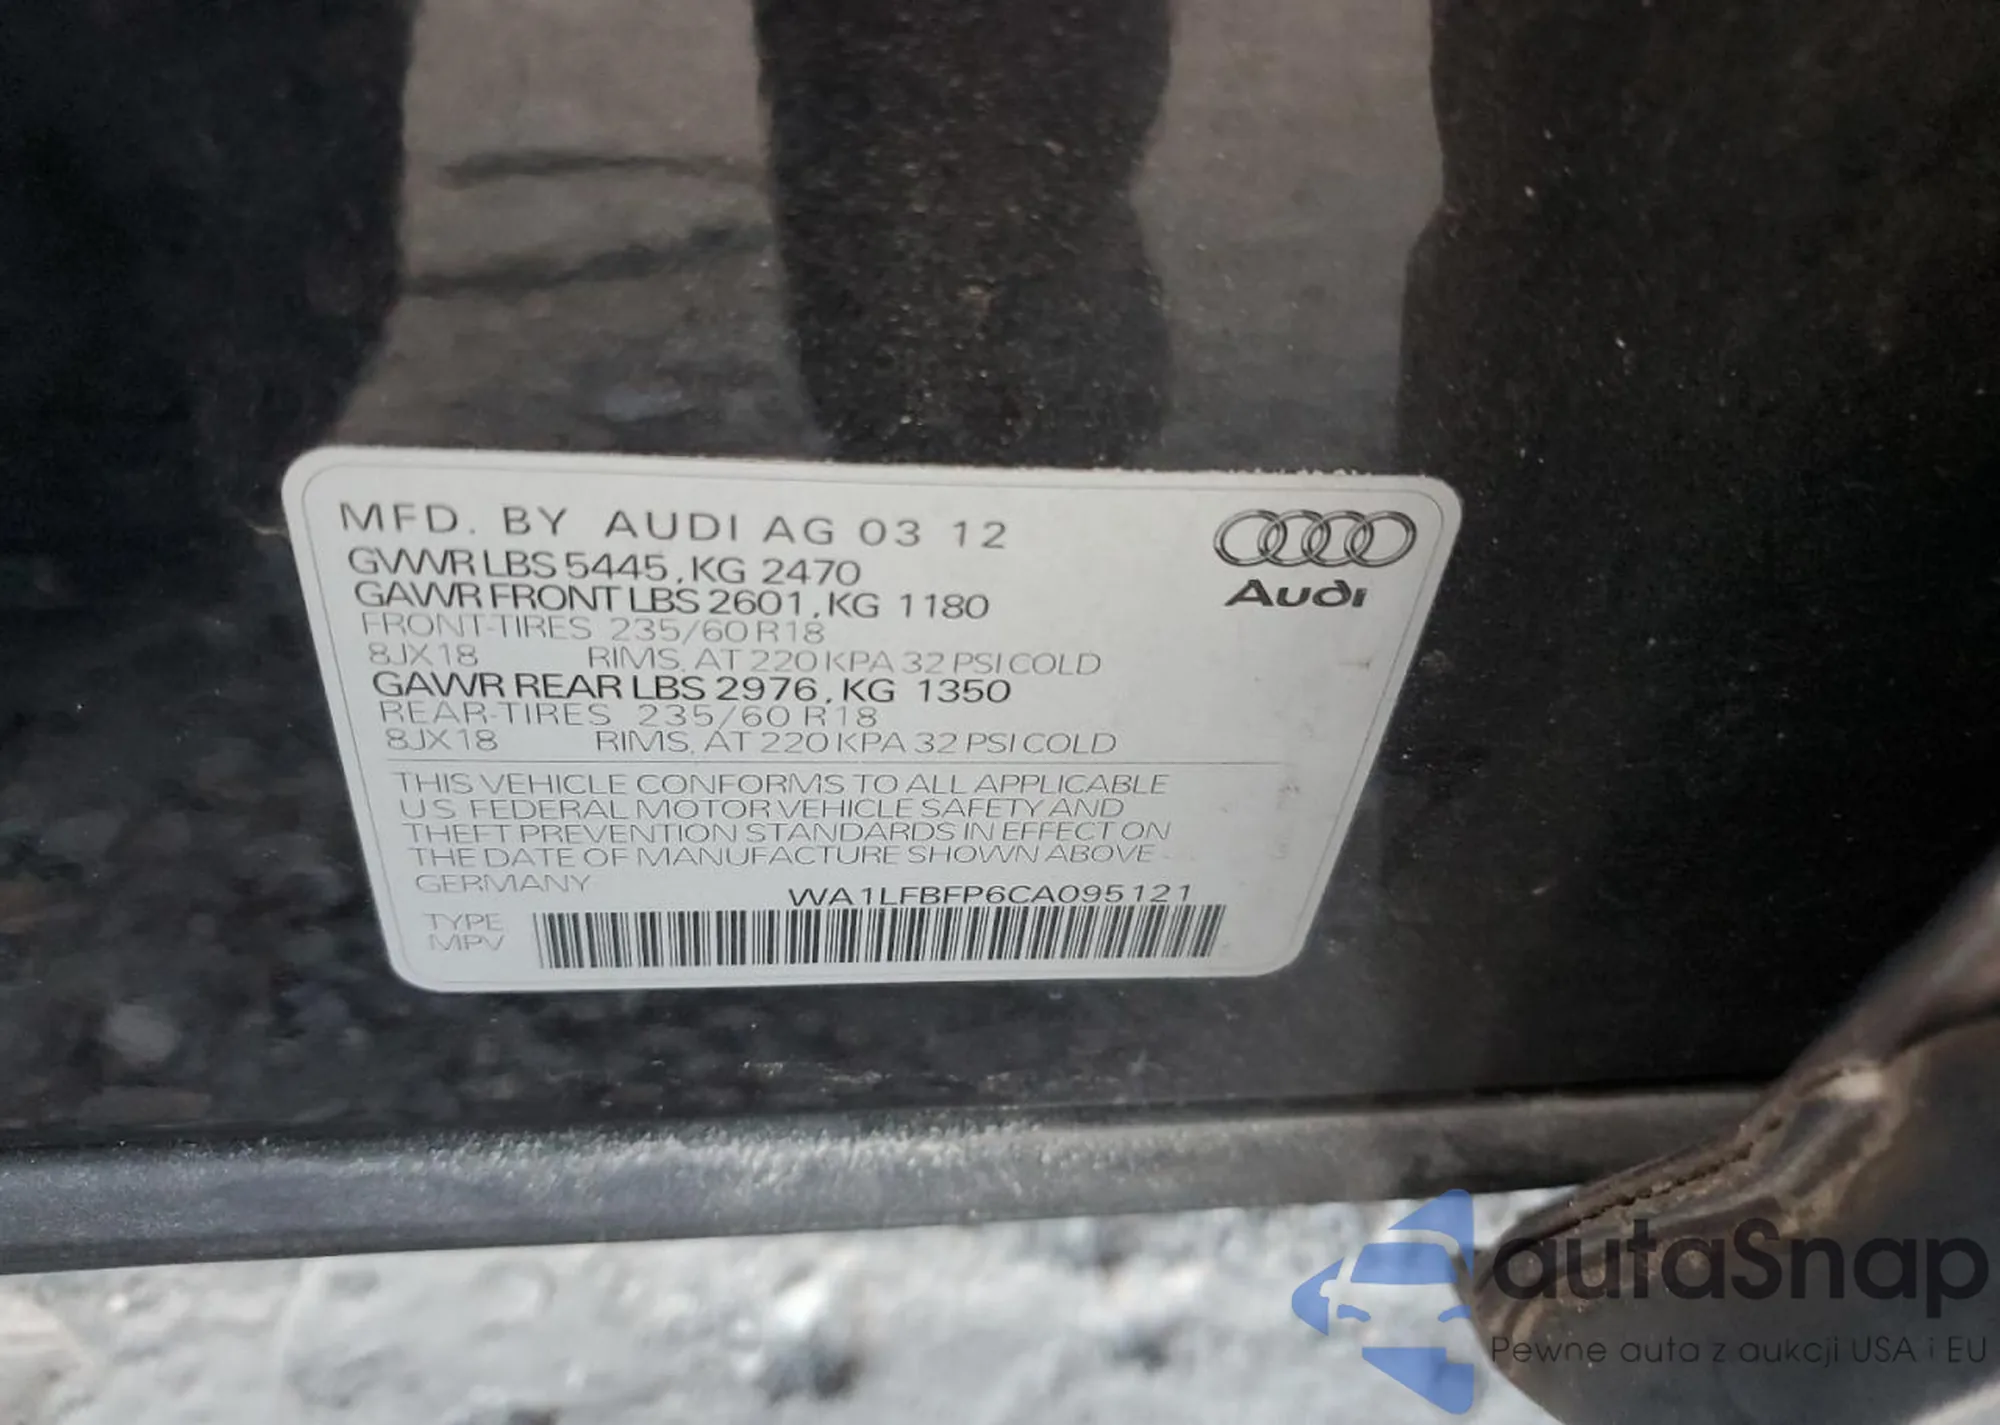 MFD. BY AUDI AG 03 12
GVWR LBS 5445, KG 2470
GAWR FRONT LBS 2601, KG 1180
FRONT-TIRES 235/60 R18
8JX18 RIMS, AT 220 KPA 32 PSI COLD
GAWR REAR LBS 2976, KG 1350
REAR-TIRES 235/60 R18
8JX18 RIMS, AT 220 KPA 32 PSI COLD
THIS VEHICLE CONFORMS TO ALL APPLICABLE
U.S. FEDERAL MOTOR VEHICLE SAFETY AND
THEFT PREVENTION STANDARDS IN EFFECT ON
THE DATE OF MANUFACTURE SHOWN ABOVE
GERMANY
WA1LFBFP6CA095121
TYPE
MPV
Audi
autaSnap
Pewne auta z aukcji USA i EU